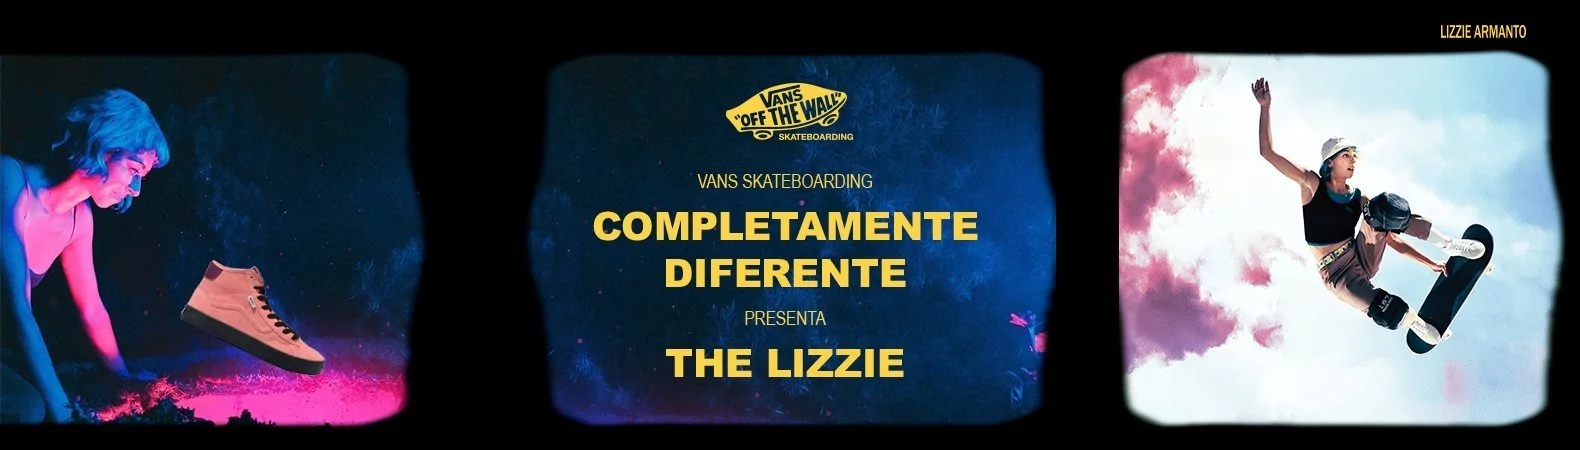 LIZZIE ARMANTO
VANS
"OFF THE WALL"
SKATEBOARDING
VANS SKATEBOARDING
COMPLETAMENTE
DIFERENTE
PRESENTA
THE LIZZIE